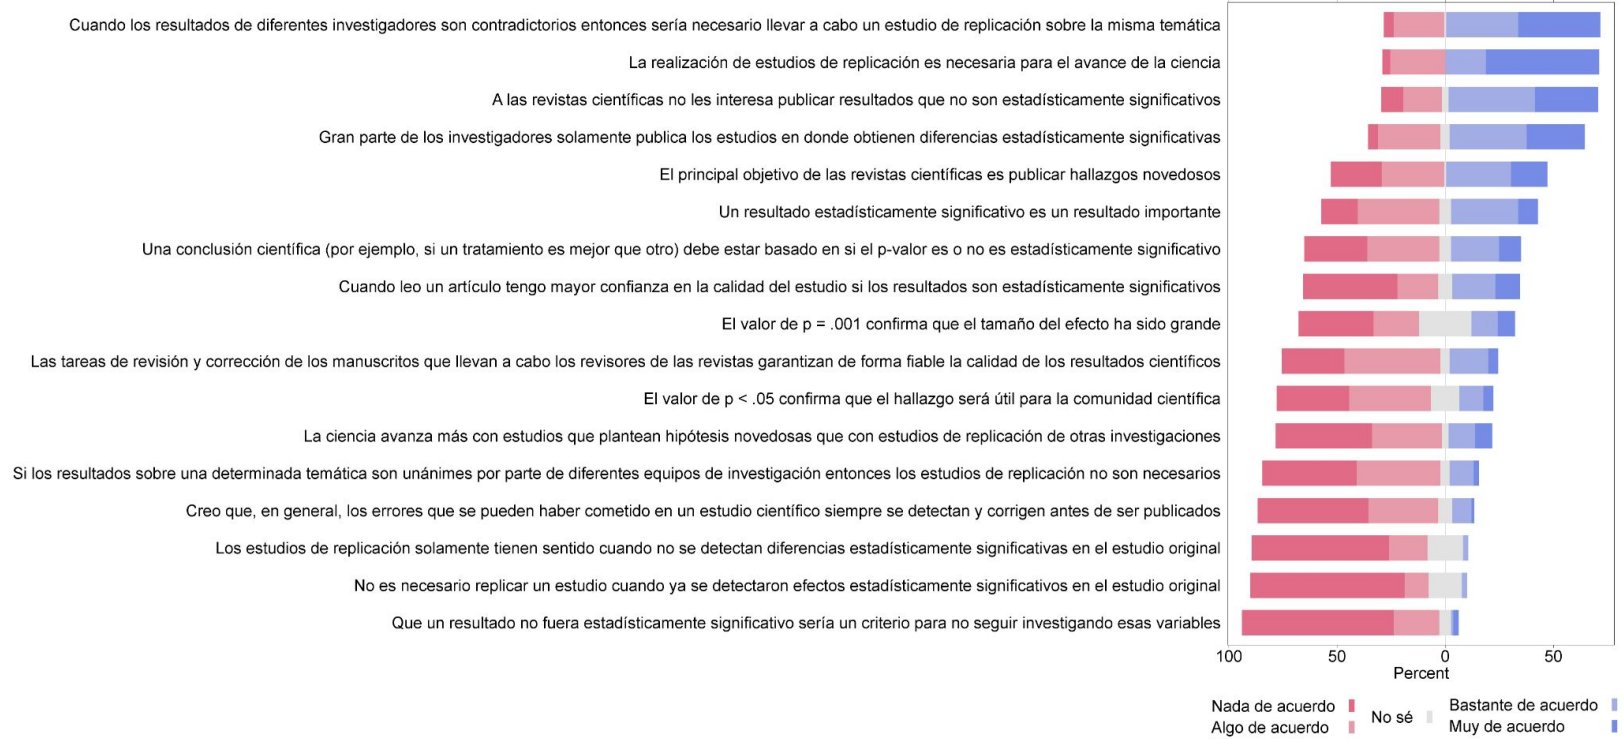 Cuando los resultados de diferentes investigadores son contradictorios entonces sería necesario llevar a cabo un estudio de replicación sobre la misma temática
La realización de estudios de replicación es necesaria para el avance de la ciencia
A las revistas científicas no les interesa publicar resultados que no son estadísticamente significativos
Gran parte de los investigadores solamente publica los estudios en donde obtienen diferencias estadísticamente significativas
El principal objetivo de las revistas científicas es publicar hallazgos novedosos
Un resultado estadísticamente significativo es un resultado importante
Una conclusión científica (por ejemplo, si un tratamiento es mejor que otro) debe estar basado en si el p-valor es o no es estadísticamente significativo
Cuando leo un artículo tengo mayor confianza en la calidad del estudio si los resultados son estadísticamente significativos
El valor de p = .001 confirma que el tamaño del efecto ha sido grande
Las tareas de revisión y corrección de los manuscritos que llevan a cabo los revisores de las revistas garantizan de forma fiable la calidad de los resultados científicos
El valor de p < .05 confirma que el hallazgo será útil para la comunidad científica
La ciencia avanza más con estudios que plantean hipótesis novedosas que con estudios de replicación de otras investigaciones
Si los resultados sobre una determinada temática son unánimes por parte de diferentes equipos de investigación entonces los estudios de replicación no son necesarios
Creo que, en general, los errores que se pueden haber cometido en un estudio científico siempre se detectan y corrigen antes de ser publicados
Los estudios de replicación solamente tienen sentido cuando no se detectan diferencias estadísticamente significativas en el estudio original
No es necesario replicar un estudio cuando ya se detectaron efectos estadísticamente significativos en el estudio original
Que un resultado no fuera estadísticamente significativo sería un criterio para no seguir investigando esas variables
100 50 0 50
Percent
Nada de acuerdo
Algo de acuerdo
No sé
Bastante de acuerdo
Muy de acuerdo